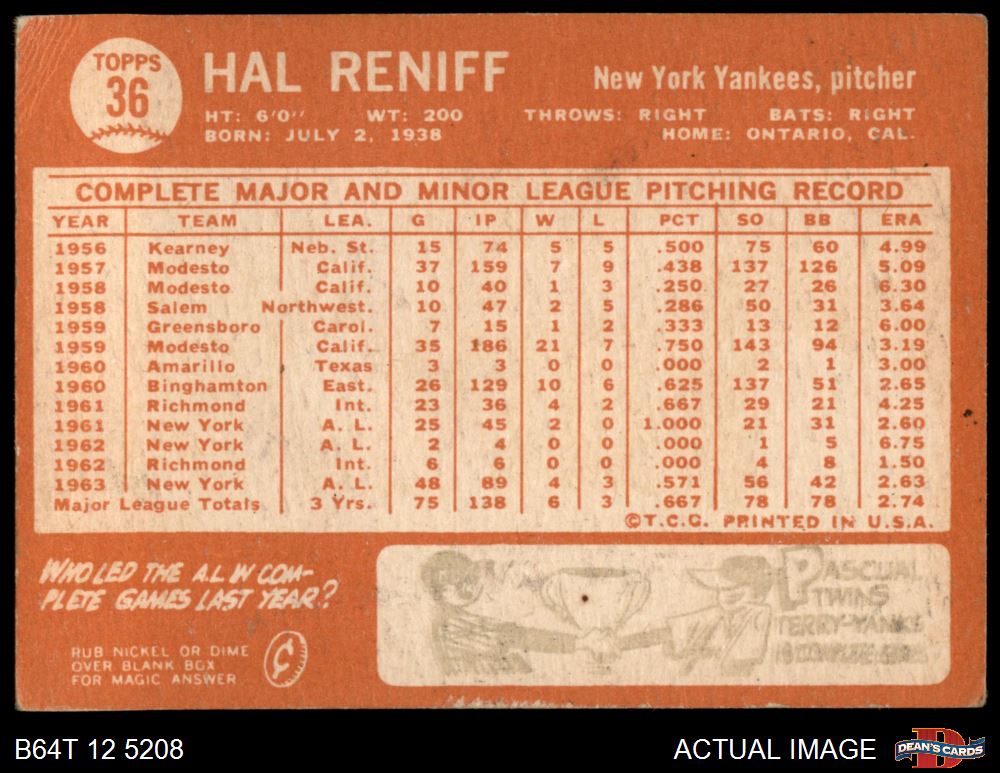 TOPPS
36
HAL RENIFF
New York Yankees, pitcher
HT: 6'0" WT: 200 THROWS: RIGHT BATS: RIGHT
BORN: JULY 2, 1938 HOME: ONTARIO, CAL.
COMPLETE MAJOR AND MINOR LEAGUE PITCHING RECORD
YEAR TEAM LEA. G IP W L PCT SO BB ERA
1956 Kearney Neb. St. 15 74 5 5 .500 75 60 4.99
1957 Modesto Calif. 37 159 7 9 .438 137 126 5.09
1958 Modesto Calif. 10 40 1 3 .250 27 26 6.30
1958 Salem Northwest. 10 47 2 5 .286 50 31 3.64
1959 Greensboro Carol. 7 15 1 2 .333 13 12 6.00
1959 Modesto Calif. 35 186 21 7 .750 143 94 3.19
1960 Amarillo Texas 3 3 0 0 .000 2 1 3.00
1960 Binghamton East. 26 129 10 6 .625 137 51 2.65
1961 Richmond Int. 23 36 4 2 .667 29 21 4.25
1961 New York A. L. 25 45 2 0 1.000 21 31 2.60
1962 New York A. L. 2 4 0 0 .000 1 5 6.75
1962 Richmond Int. 6 6 0 0 .000 4 8 1.50
1963 New York A. L. 48 89 4 3 .571 56 42 2.63
Major League Totals 3 Yrs. 75 138 6 3 .667 78 78 2.74
©T.C.G. PRINTED IN U.S.A.
WHO LED THE A.L. IN COM-
PLETE GAMES LAST YEAR?
RUB NICKEL OR DIME
OVER BLANK BOX
FOR MAGIC ANSWER
¢
PASCUAL
TWINS
TERRY-YANKS
18 COMPLETE GAMES
B64T 12 5208
ACTUAL IMAGE
D
DEAN'S CARDS